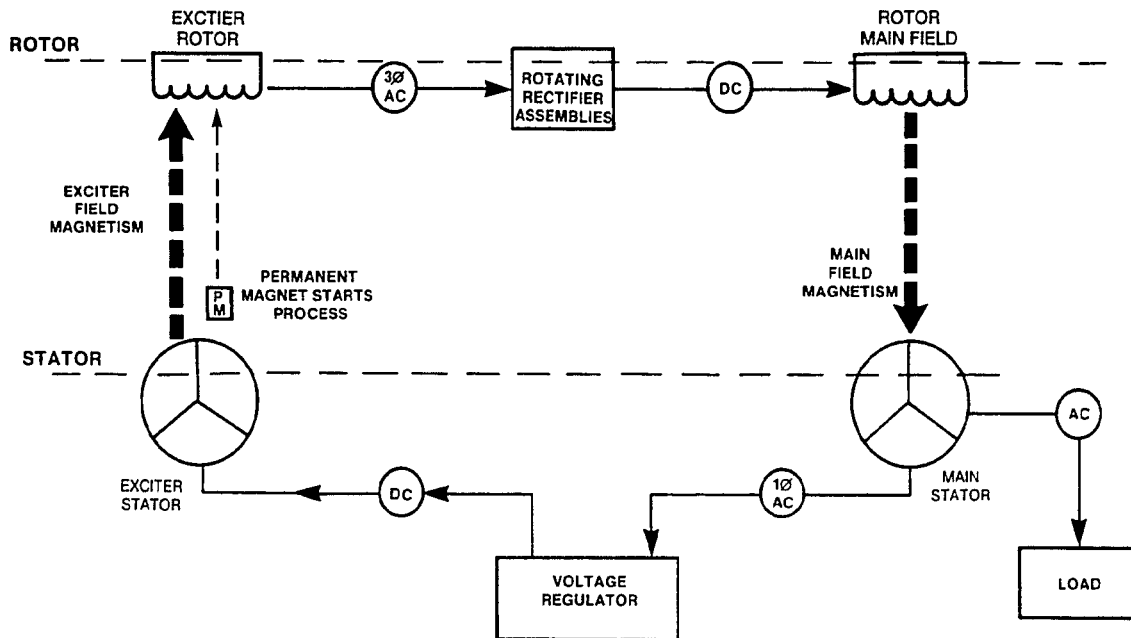 EXCTIER
ROTOR
ROTOR
MAIN FIELD
ROTOR
3Ø
AC
ROTATING
RECTIFIER
ASSEMBLIES
DC
EXCITER
FIELD
MAGNETISM
PERMANENT
MAGNET STARTS
PROCESS
P
M
MAIN
FIELD
MAGNETISM
STATOR
AC
EXCITER
STATOR
DC
1Ø
AC
MAIN
STATOR
VOLTAGE
REGULATOR
LOAD